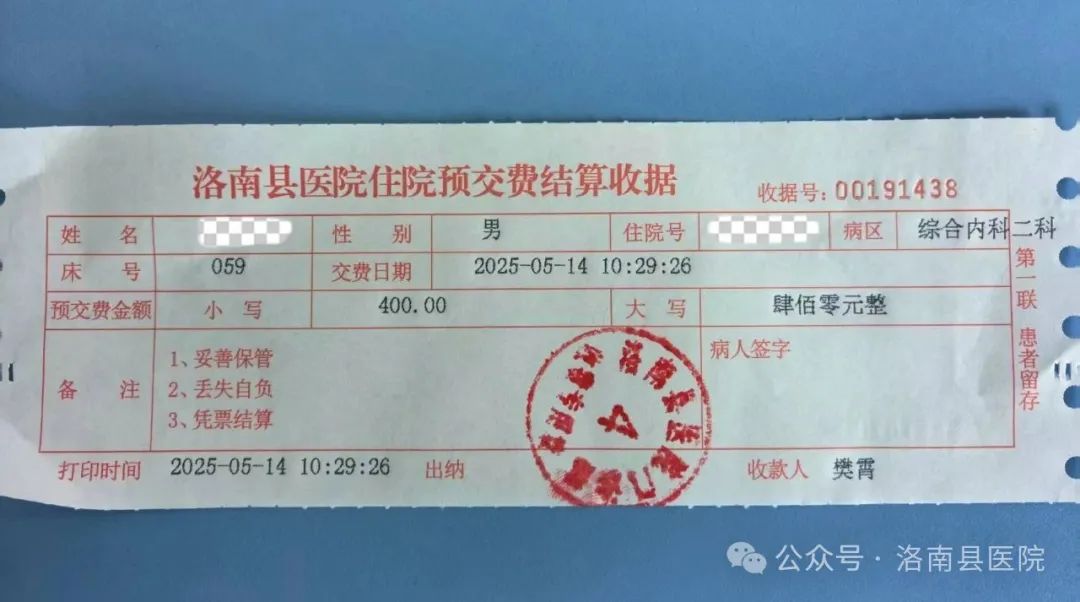 洛南县医院住院预交费结算收据
收据号:00191438
姓 名 性 别 男 住院号 病区 综合内科二科
床 号 059 交费日期 2025-05-14 10:29:26
预交费金额 小 写 400.00 大 写 肆佰零元整
备 注
1、妥善保管
2、丢失自负
3、凭票结算
病人签字
第一联 患者留存
洛南县
打印时间 2025-05-14 10:29:26 出纳 收款人 樊霄
公众号 · 洛南县医院